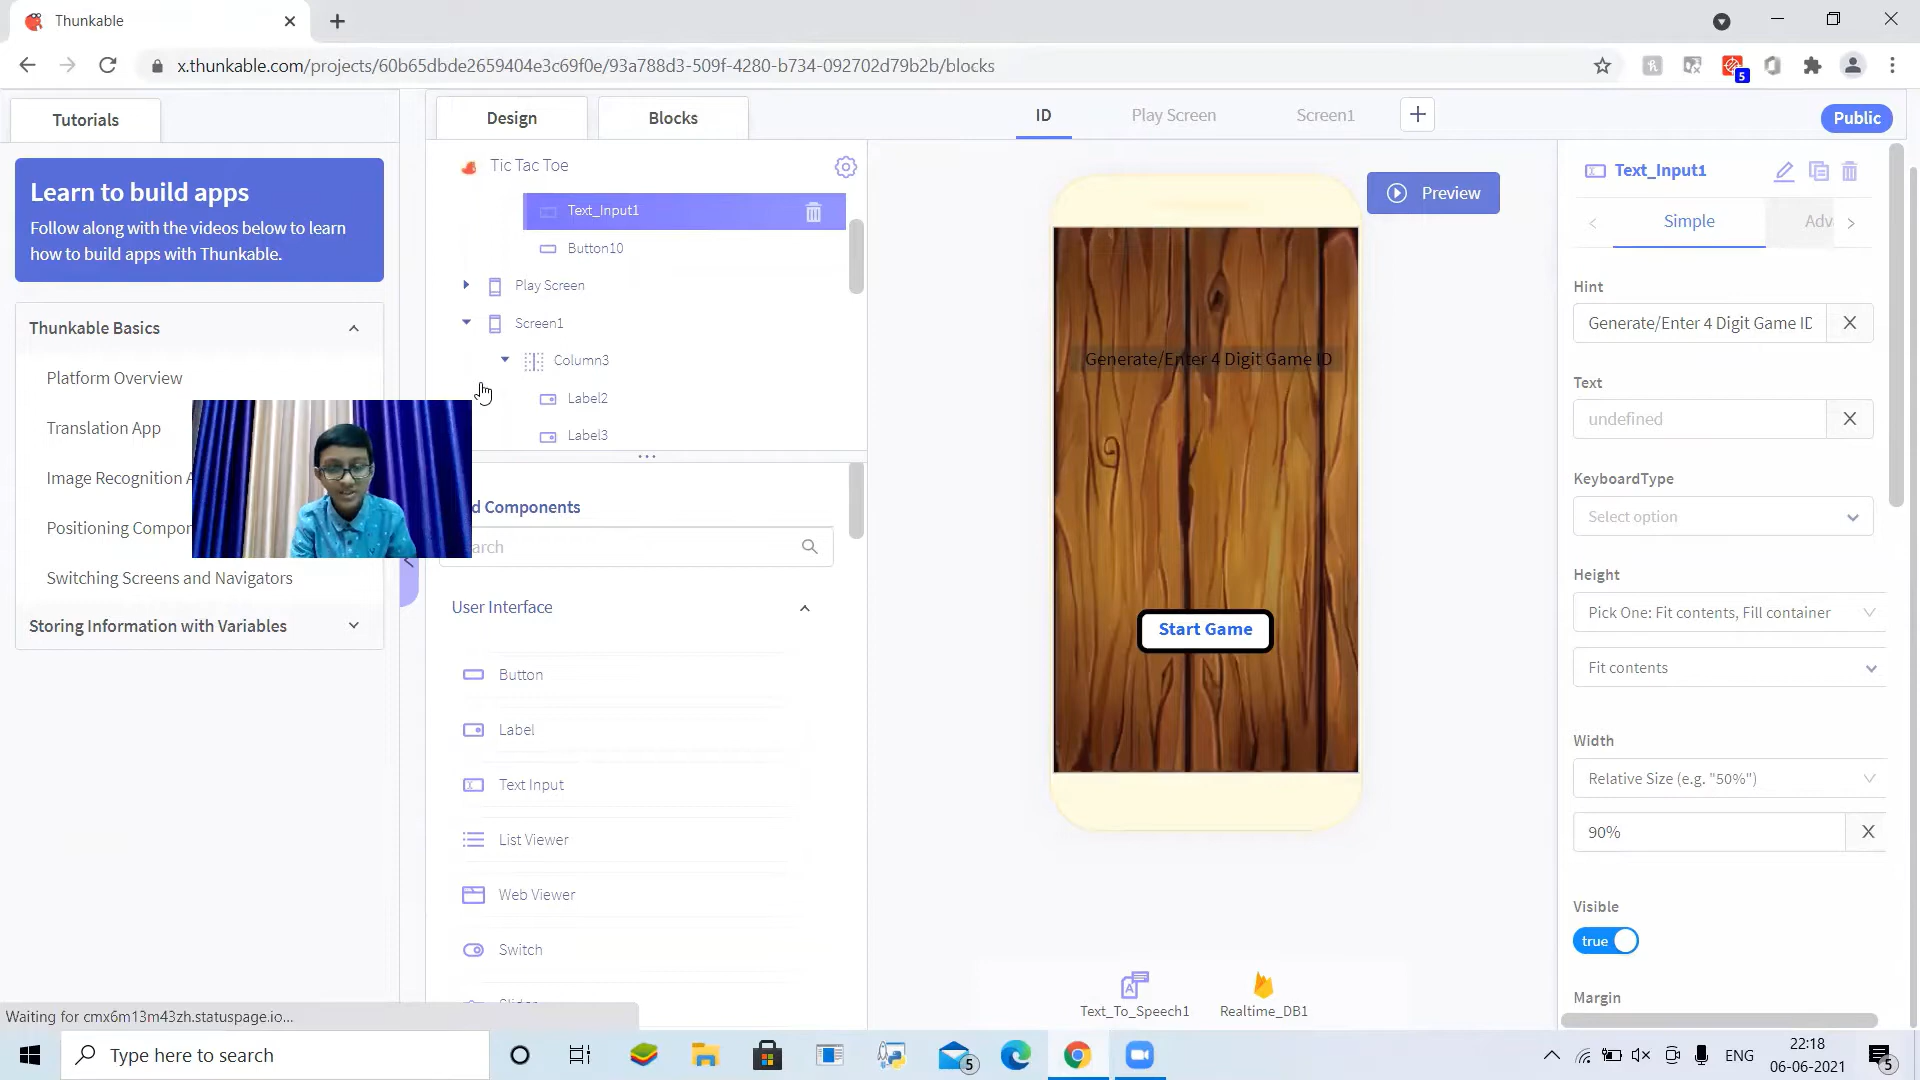 Thunkable
x.thunkable.com/projects/60b65dbde2659404e3c69f0e/93a788d3-509f-4280-b734-092702d79b2b/blocks
5
Tutorials
Design
Blocks
ID
Play Screen
Screen1
Public
Learn to build apps
Follow along with the videos below to learn
how to build apps with Thunkable.
Thunkable Basics
Platform Overview
Translation App
Image Recognition A
Positioning Compon
Switching Screens and Navigators
Storing Information with Variables
Tic Tac Toe
Text_Input1
Button10
Play Screen
Screen1
Column3
Label2
Label3
d Components
arch
User Interface
Button
Label
Text Input
List Viewer
Web Viewer
Switch
Preview
Generate/Enter 4 Digit Game ID
Start Game
Text_To_Speech1
Realtime_DB1
Text_Input1
Simple
Adv
Hint
Generate/Enter 4 Digit Game ID
X
Text
undefined
X
KeyboardType
Select option
Height
Pick One: Fit contents, Fill container
Fit contents
Width
Relative Size (e.g. "50%")
90%
X
Visible
true
Margin
Waiting for cmx6m13m43zh.statuspage.io...
Type here to search
5
ENG
22:18
06-06-2021
5